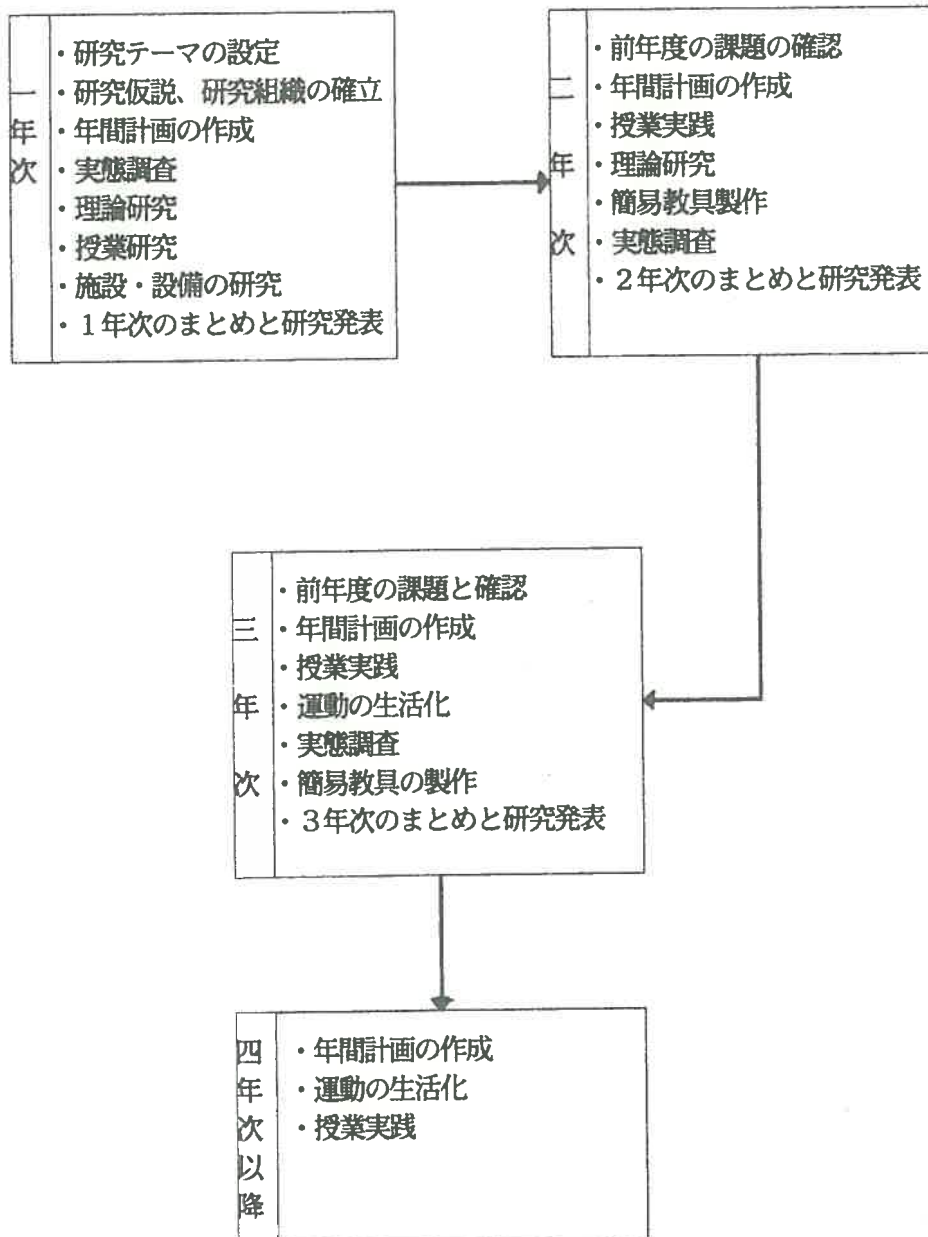 一年次
・研究テーマの設定
・研究仮説、研究組織の確立
・年間計画の作成
・実態調査
・理論研究
・授業研究
・施設・設備の研究
・１年次のまとめと研究発表
二年次
・前年度の課題の確認
・年間計画の作成
・授業実践
・理論研究
・簡易教具製作
・実態調査
・２年次のまとめと研究発表
三年次
・前年度の課題と確認
・年間計画の作成
・授業実践
・運動の生活化
・実態調査
・簡易教具の製作
・３年次のまとめと研究発表
四年次以降
・年間計画の作成
・運動の生活化
・授業実践